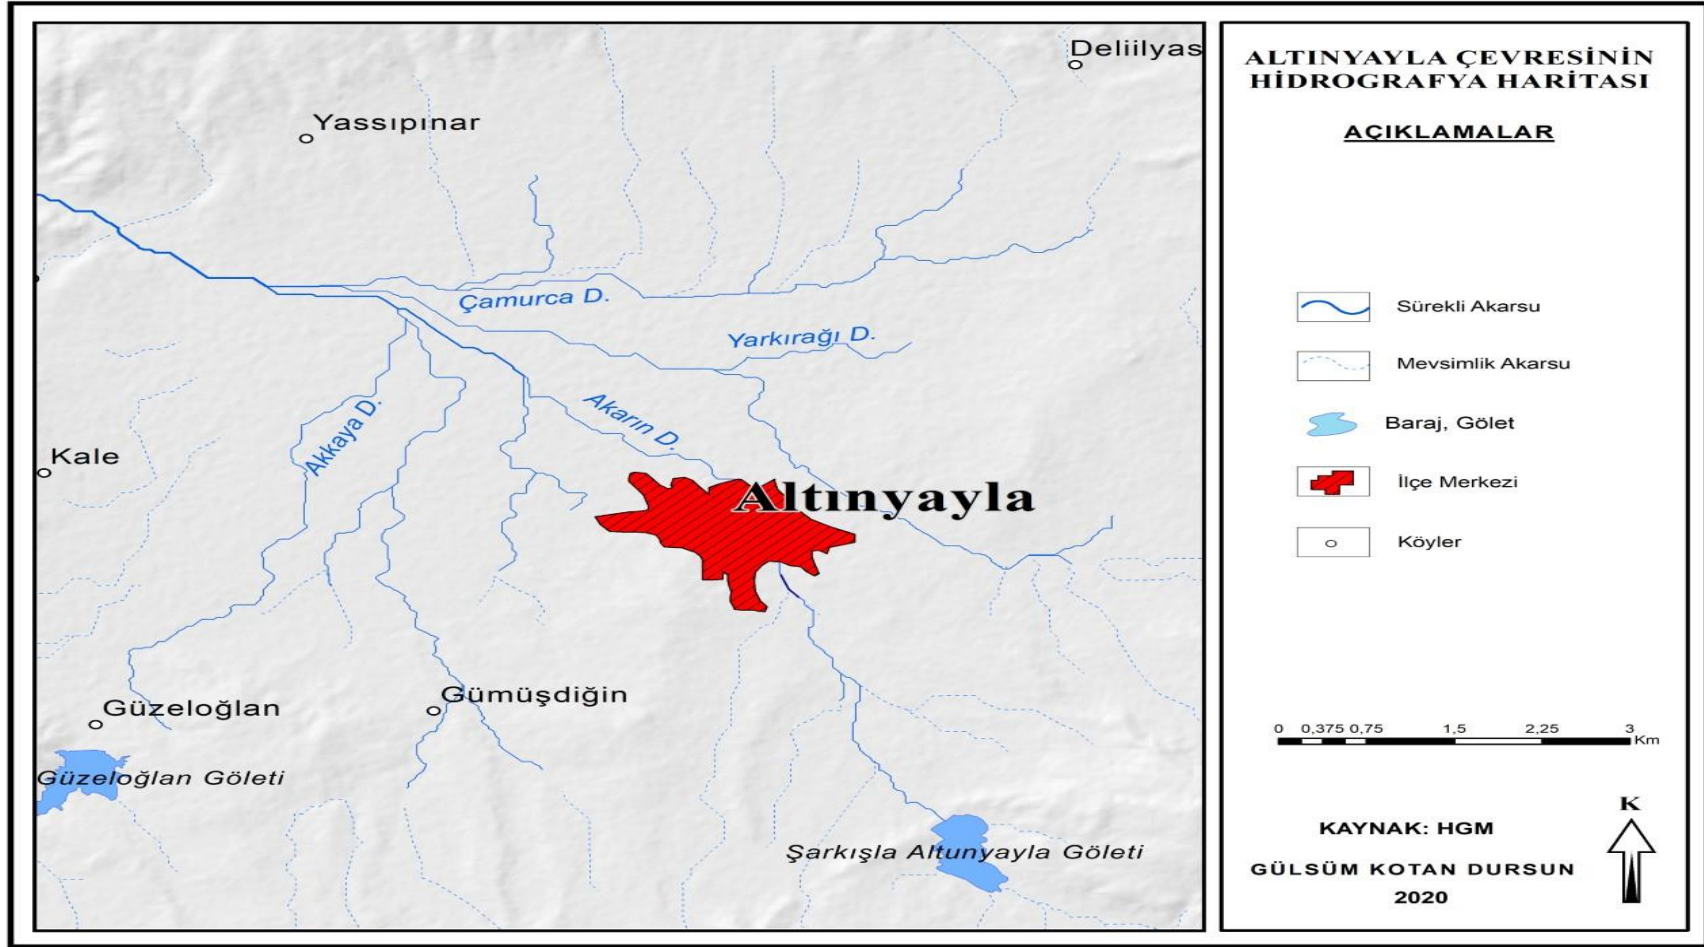 Deliilyas
Yassıpınar
Çamurca D.
Yarkırağı D.
Akarın D.
Akkaya D.
Kale
Altınyayla
Gümüşdiğin
Güzeloğlan
Güzeloğlan Göleti
Şarkışla Altunyayla Göleti
ALTINYAYLA ÇEVRESİNİN
HİDROGRAFYA HARİTASI
AÇIKLAMALAR
Sürekli Akarsu
Mevsimlik Akarsu
Baraj, Gölet
İlçe Merkezi
Köyler
0 0,375 0,75 1,5 2,25 3
Km
K
KAYNAK: HGM
GÜLSÜM KOTAN DURSUN
2020